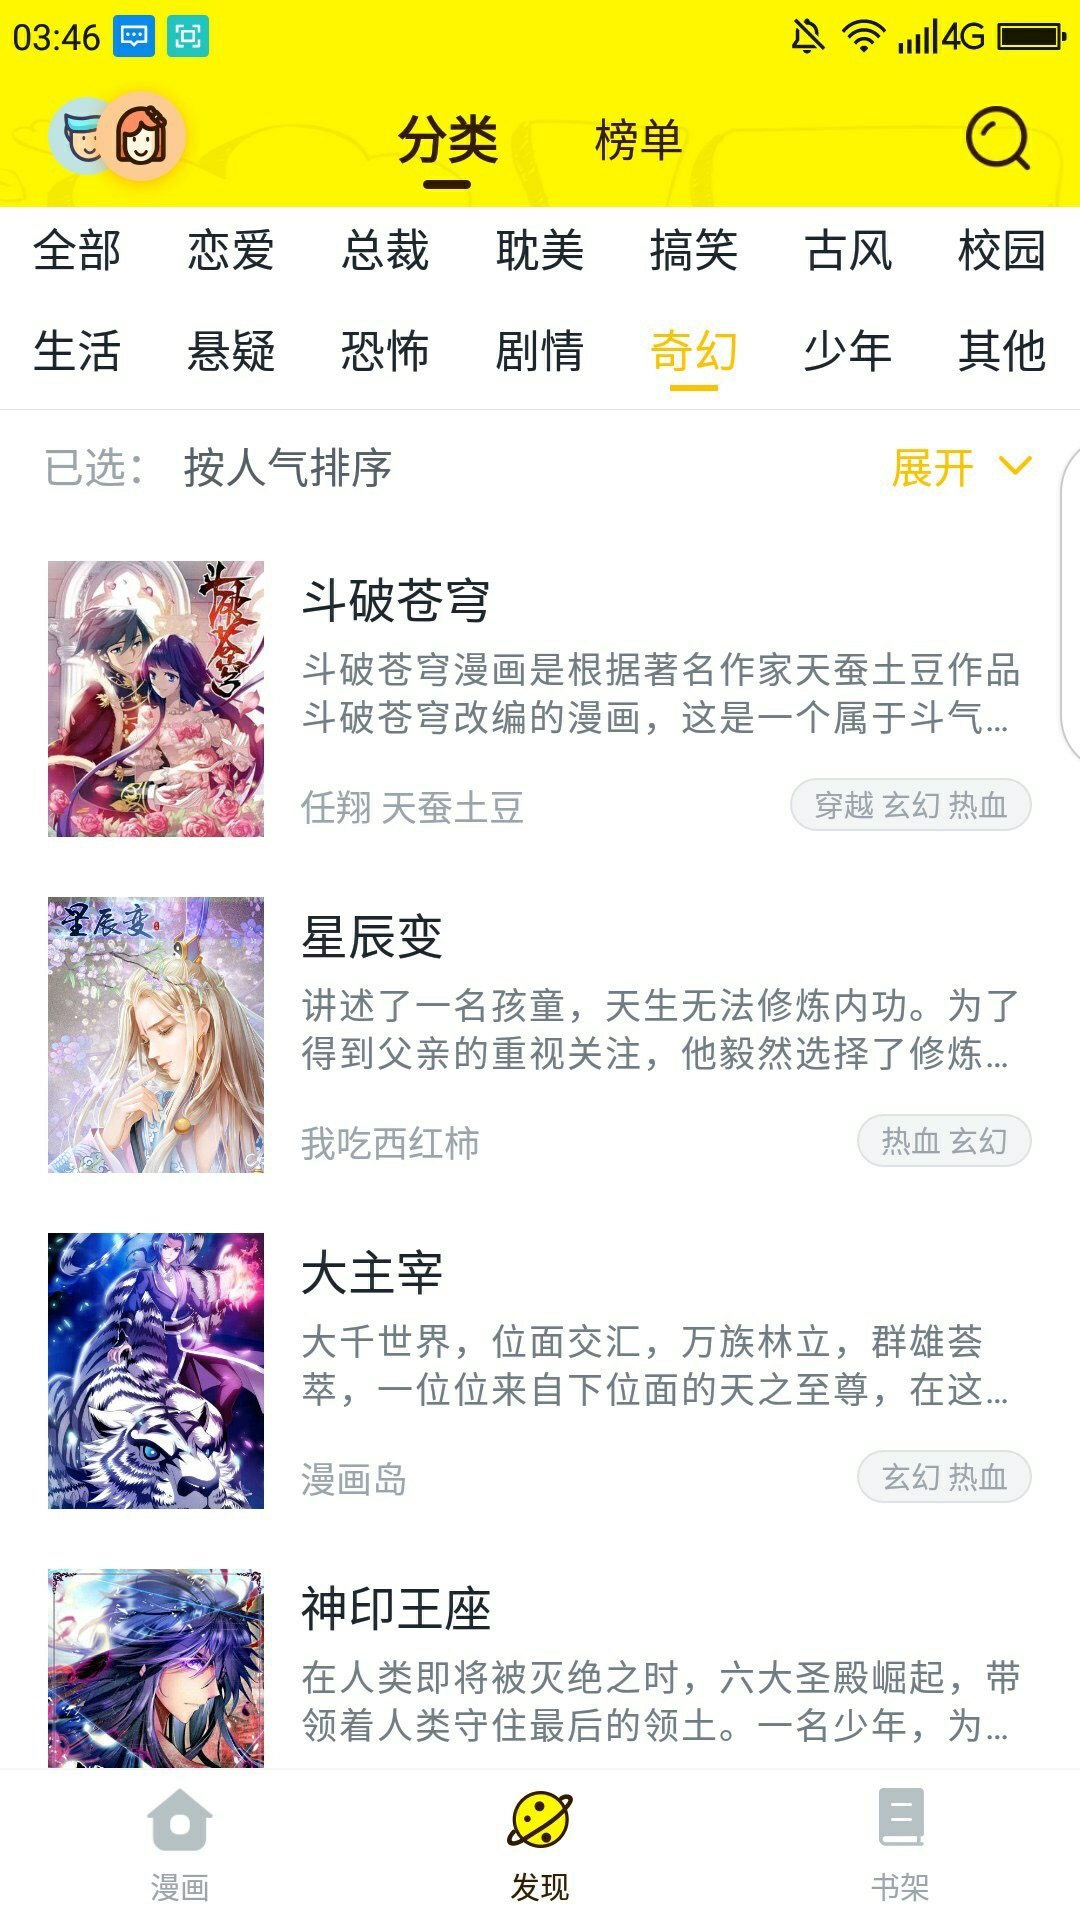 03:46
4G
分类 榜单
全部 恋爱 总裁 耽美 搞笑 古风 校园
生活 悬疑 恐怖 剧情 奇幻 少年 其他
已选： 按人气排序 展开
斗破苍穹
斗破苍穹
斗破苍穹漫画是根据著名作家天蚕土豆作品
斗破苍穹改编的漫画，这是一个属于斗气...
任翔 天蚕土豆 穿越 玄幻 热血
星辰变
星辰变
讲述了一名孩童，天生无法修炼内功。为了
得到父亲的重视关注，他毅然选择了修炼...
我吃西红柿 热血 玄幻
大主宰
大千世界，位面交汇，万族林立，群雄荟
萃，一位位来自下位面的天之至尊，在这...
漫画岛 玄幻 热血
神印王座
在人类即将被灭绝之时，六大圣殿崛起，带
领着人类守住最后的领土。一名少年，为...
漫画 发现 书架